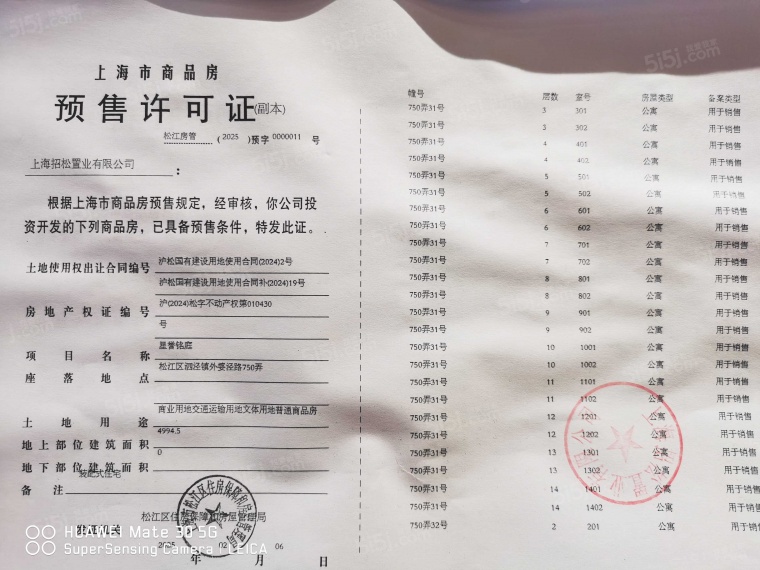 上海市商品房
预售许可证(副本)
松江房管 (2025)预字 0000011 号
上海招松置业有限公司 :
根据上海市商品房预售规定，经审核，你公司投
资开发的下列商品房，已具备预售条件，特发此证。
土地使用权出让合同编号 沪松国有建设用地使用合同(2024)2号
沪松国有建设用地使用合同补(2024)19号
房地产权证编号 沪(2024)松字不动产权第010430
号
项目名称 星誉铭庭
座落地点 松江区泗泾镇外婆泾路750弄
土地用途 商业用地交通运输用地文体用地普通商品房
地上部位建筑面积 4994.5
地下部位建筑面积 0
备注 装配式住宅
发证机关 松江区住房保障和房屋管理局
2025 年 02 月 06 日
幢号 层数 室号 房屋类型 备案类型
750弄31号 3 301 公寓 用于销售
750弄31号 3 302 公寓 用于销售
750弄31号 4 401 公寓 用于销售
750弄31号 4 402 公寓 用于销售
750弄31号 5 501 公寓 用于销售
750弄31号 5 502 公寓 用于销售
750弄31号 6 601 公寓 用于销售
750弄31号 6 602 公寓 用于销售
750弄31号 7 701 公寓 用于销售
750弄31号 7 702 公寓 用于销售
750弄31号 8 801 公寓 用于销售
750弄31号 8 802 公寓 用于销售
750弄31号 9 901 公寓 用于销售
750弄31号 9 902 公寓 用于销售
750弄31号 10 1001 公寓 用于销售
750弄31号 10 1002 公寓 用于销售
750弄31号 11 1101 公寓 用于销售
750弄31号 11 1102 公寓 用于销售
750弄31号 12 1201 公寓 用于销售
750弄31号 12 1202 公寓 用于销售
750弄31号 13 1301 公寓 用于销售
750弄31号 13 1302 公寓 用于销售
750弄31号 14 1401 公寓 用于销售
750弄31号 14 1402 公寓 用于销售
750弄32号 2 201 公寓 用于销售
HUAWEI Mate 30 5G
SuperSensing Camera | LEICA
5i5j.com